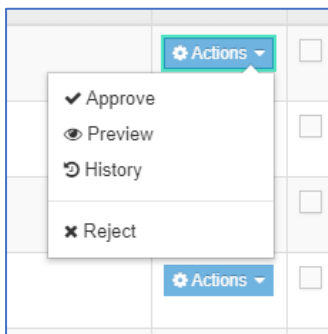 Actions
Approve
Preview
History
Reject
Actions